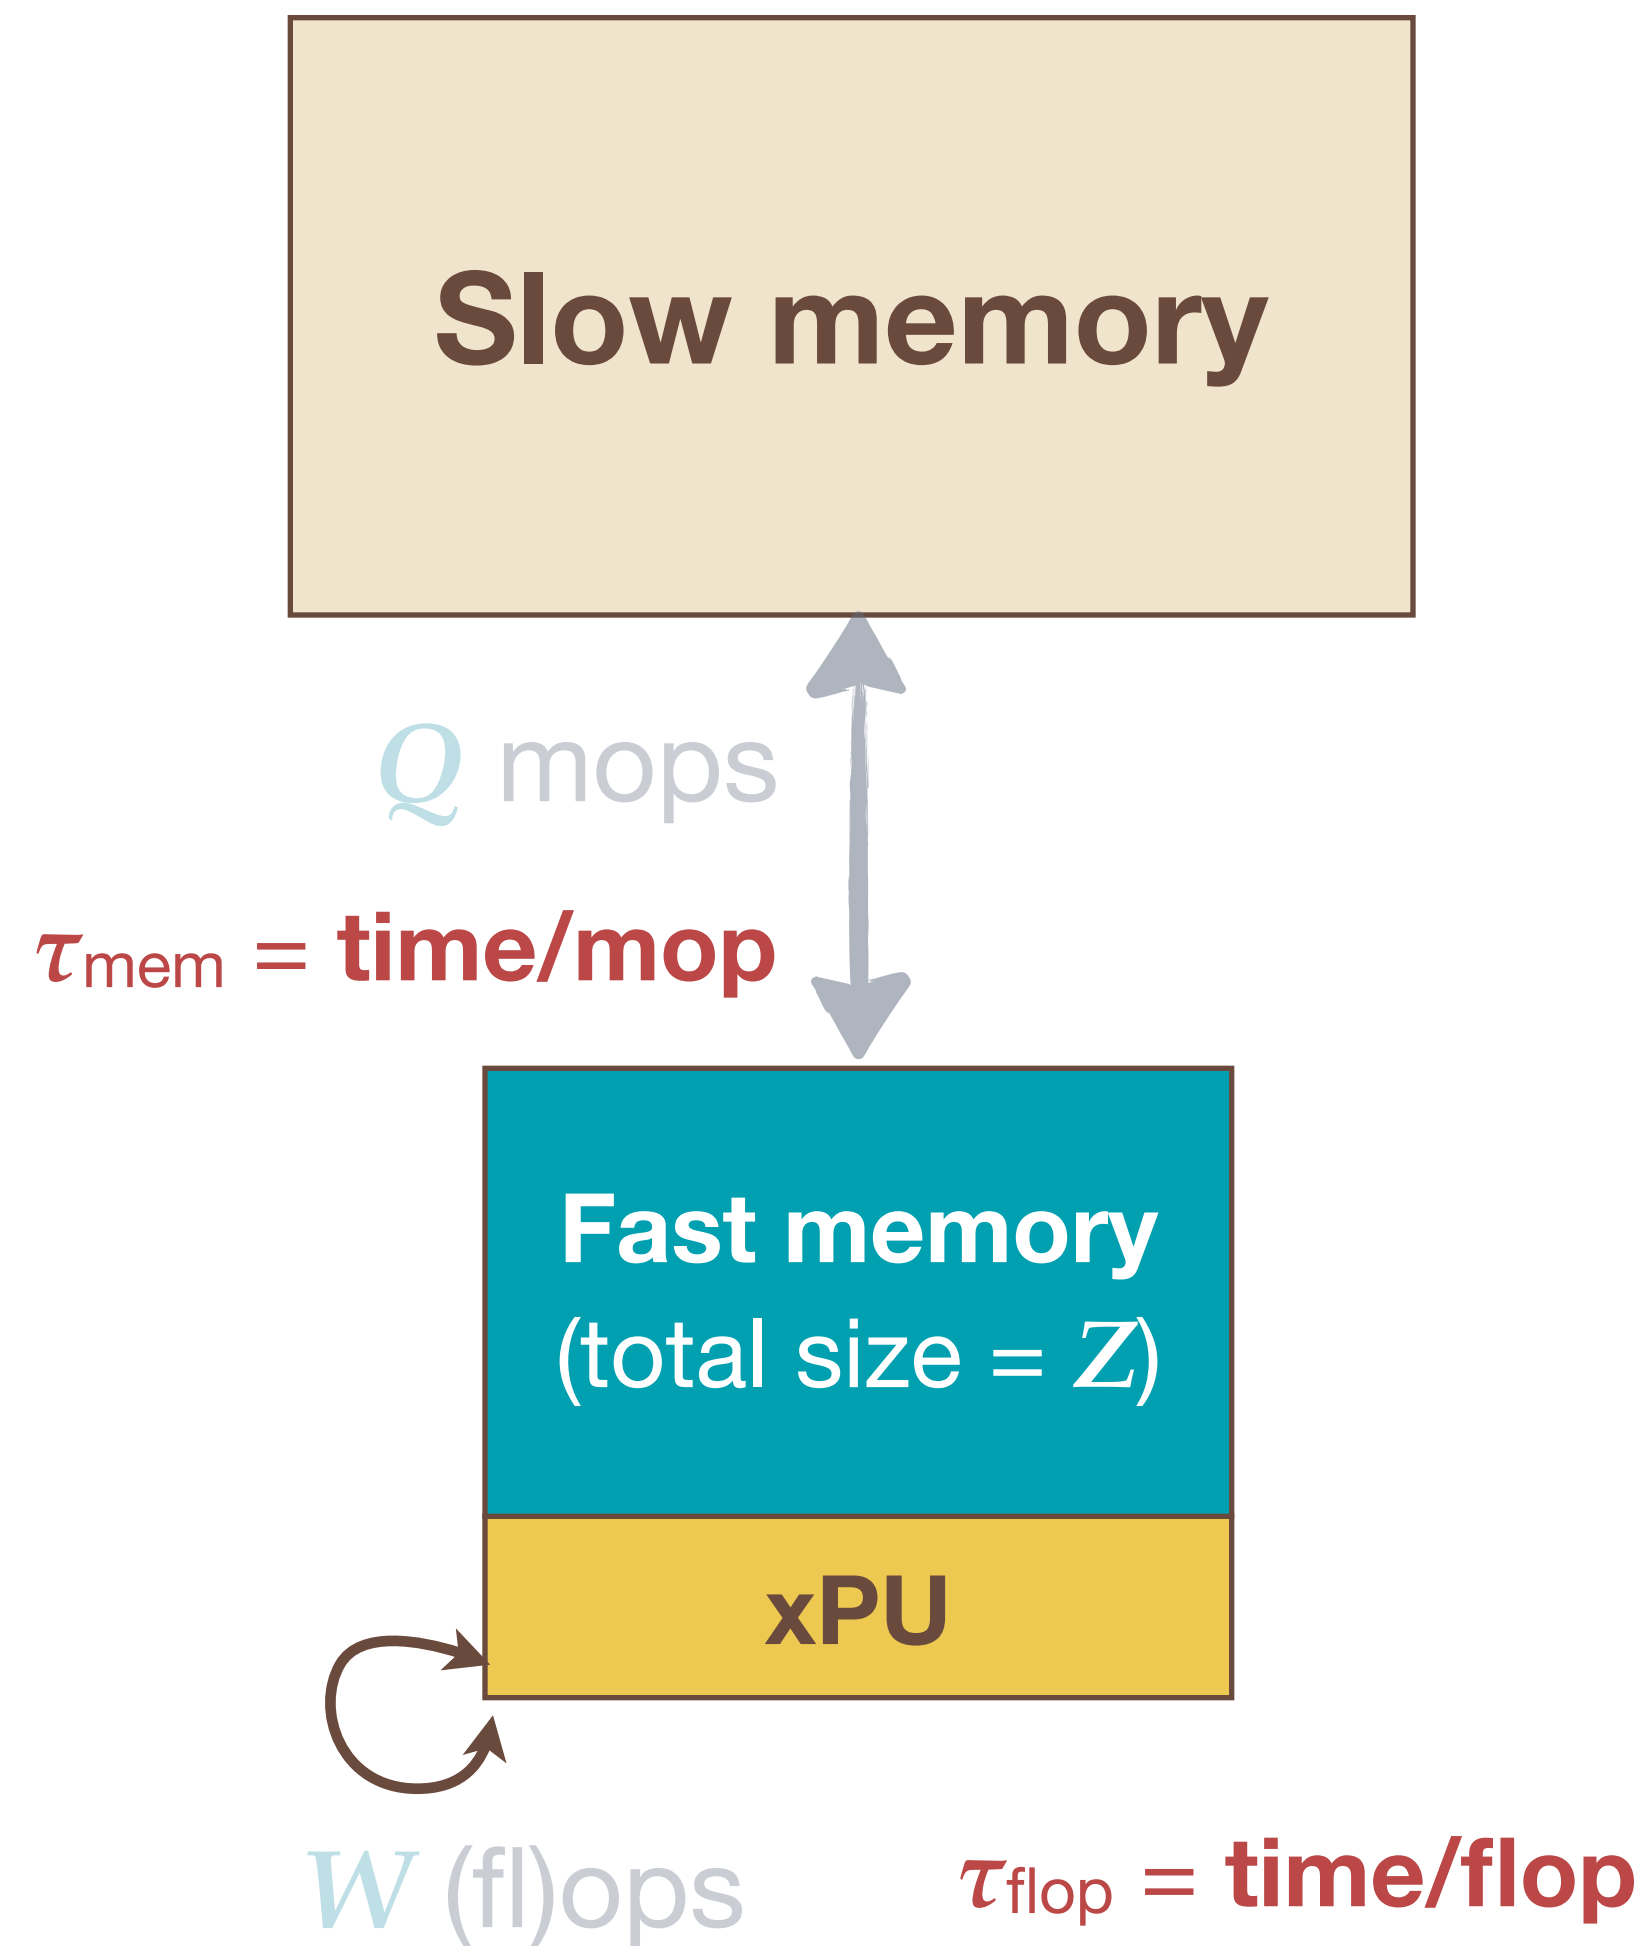 Slow memory
Q mops
τmem = time/mop
Fast memory
(total size = Z)
xPU
W (fl)ops
τflop = time/flop